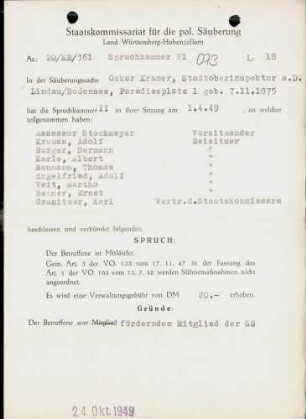 Staatskommissariat für die pol. Säuberung
Land Württemberg-Hohenzollern
Az: 20/KB/361 Spruchkammer 81 073 L: 18
In der Säuberungssache Oskar Kramer, Stadtoberinspektor a.D.
Lindau/Bodensee, Paradiesplatz 1 geb. 7.11.1875
hat die Spruchkammer II in ihrer Sitzung am 1.4.49 , an welcher
teilgenommen haben:
Assessor Stockmeyer Vorsitzender
Krauss, Adolf Beisitzer
Burger, Hermann "
Karle, Albert "
Baumann, Thomas "
Engelfried, Adolf "
Veit, Martha "
Ernst "
Karl Vertr.d.Staatskommissars
beschlossen und verkündet folgenden
SPRUCH:
Der Betroffene ist Mitläufer.
Gem. Art. 3 der VO. 133 vom 17. 11. 47 in der Fassung des
Art. 1 der VO. 165 vom 13. 7. 48 werden Sühnemaßnahmen nicht
angeordnet.
Es wird eine Verwaltungsgebühr von DM 20.- erhoben.
Gründe:
Der Betroffene war Mitglied förderndes Mitglied der SS
24. Okt. 1949